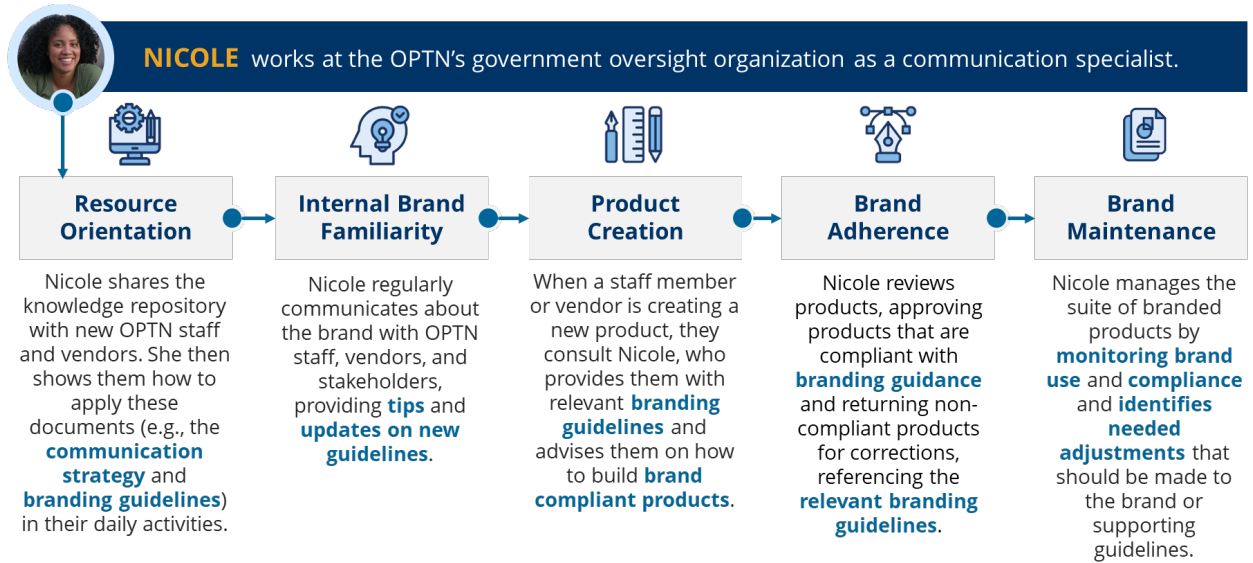 NICOLE works at the OPTN’s government oversight organization as a communication specialist.
Resource
Orientation
Nicole shares the
knowledge repository
with new OPTN staff
and vendors. She then
shows them how to
apply these
documents (e.g., the
communication
strategy and
branding guidelines)
in their daily activities.
Internal Brand
Familiarity
Nicole regularly
communicates about
the brand with OPTN
staff, vendors, and
stakeholders,
providing tips and
updates on new
guidelines.
Product
Creation
When a staff member
or vendor is creating a
new product, they
consult Nicole, who
provides them with
relevant branding
guidelines and
advises them on how
to build brand
compliant products.
Brand
Adherence
Nicole reviews
products, approving
products that are
compliant with
branding guidance
and returning non-
compliant products
for corrections,
referencing the
relevant branding
guidelines.
Brand
Maintenance
Nicole manages the
suite of branded
products by
monitoring brand
use and compliance
and identifies
needed
adjustments that
should be made to
the brand or
supporting
guidelines.